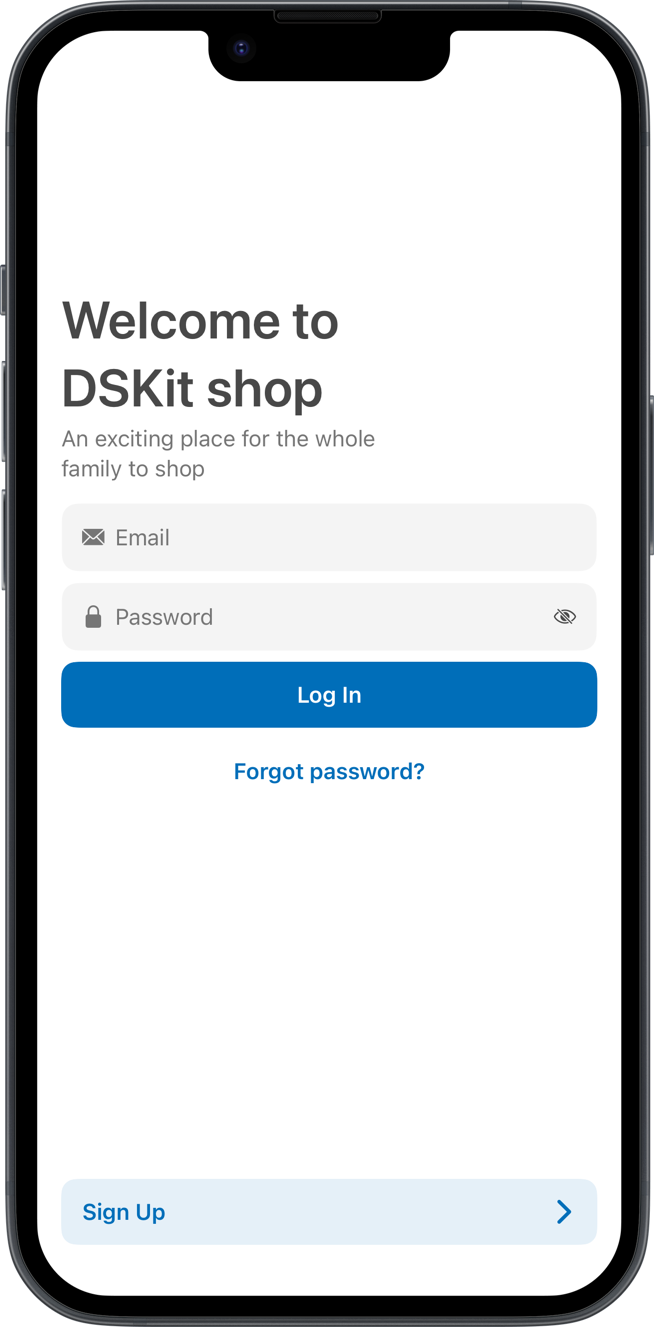 Welcome to
DSKit shop
An exciting place for the whole
family to shop
Email
Password
Log In
Forgot password?
Sign Up